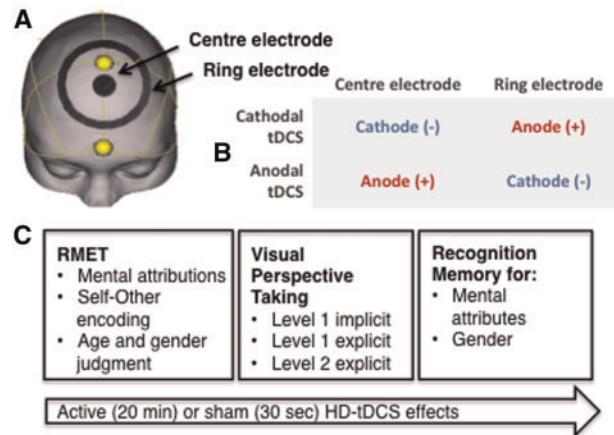 A
Centre electrode
Ring electrode
B
Centre electrode Ring electrode
Cathodal
tDCS
Cathode (-) Anode (+)
Anodal
tDCS
Anode (+) Cathode (-)
C
RMET
• Mental attributions
• Self-Other
encoding
• Age and gender
judgment
Visual
Perspective
Taking
• Level 1 implicit
• Level 1 explicit
• Level 2 explicit
Recognition
Memory for:
• Mental
attributes
• Gender
Active (20 min) or sham (30 sec) HD-tDCS effects